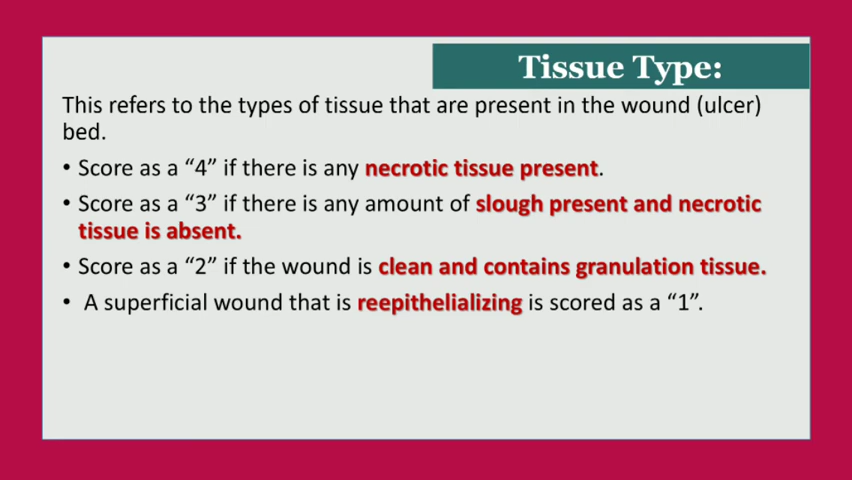 Tissue Type:
This refers to the types of tissue that are present in the wound (ulcer)
bed.
• Score as a “4” if there is any necrotic tissue present.
• Score as a “3” if there is any amount of slough present and necrotic
tissue is absent.
• Score as a “2” if the wound is clean and contains granulation tissue.
• A superficial wound that is reepithelializing is scored as a “1”.